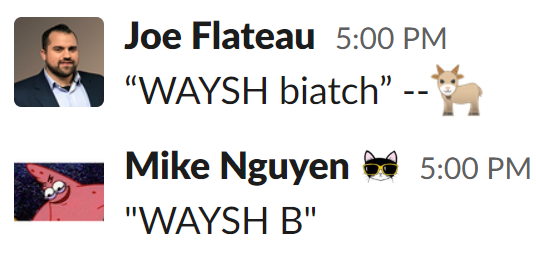 Joe Flateau 5:00 PM
“WAYSH biatch” --🐐
Mike Nguyen 5:00 PM
"WAYSH B"